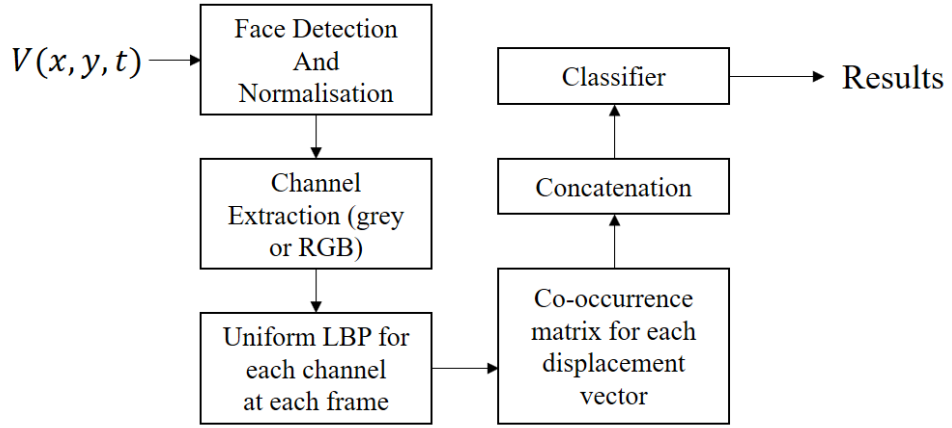 V(x, y, t)
Face Detection
And
Normalisation
Channel
Extraction (grey
or RGB)
Uniform LBP for
each channel
at each frame
Co-occurrence
matrix for each
displacement
vector
Concatenation
Classifier
Results